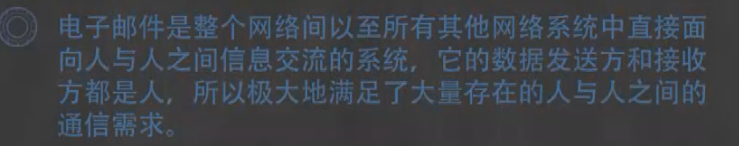 电子邮件是整个网络间以至所有其他网络系统中直接面
向人与人之间信息交流的系统，它的数据发送方和接收
方都是人，所以极大地满足了大量存在的人与人之间的
通信需求。